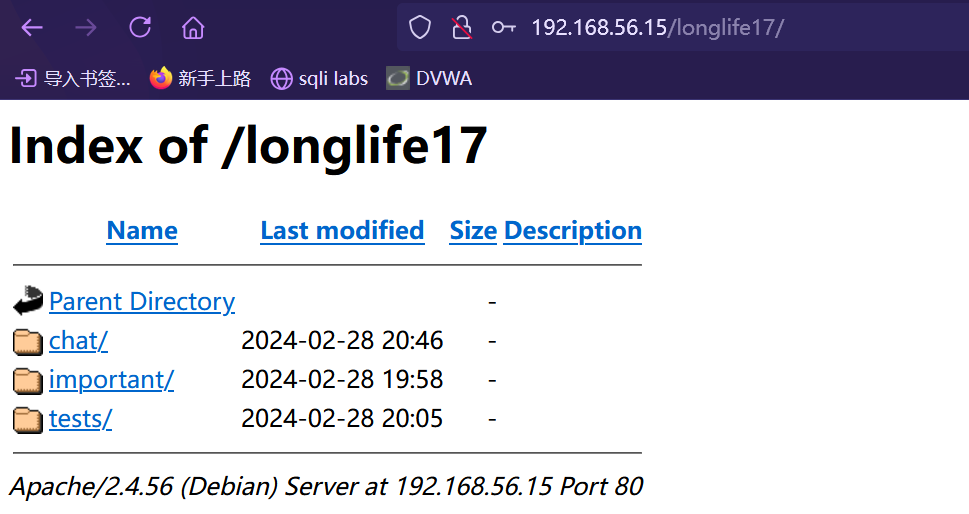 192.168.56.15/longlife17/
导入书签... 新手上路 sqli labs DVWA
Index of /longlife17
Name Last modified Size Description
Parent Directory -
chat/ 2024-02-28 20:46 -
important/ 2024-02-28 19:58 -
tests/ 2024-02-28 20:05 -
Apache/2.4.56 (Debian) Server at 192.168.56.15 Port 80